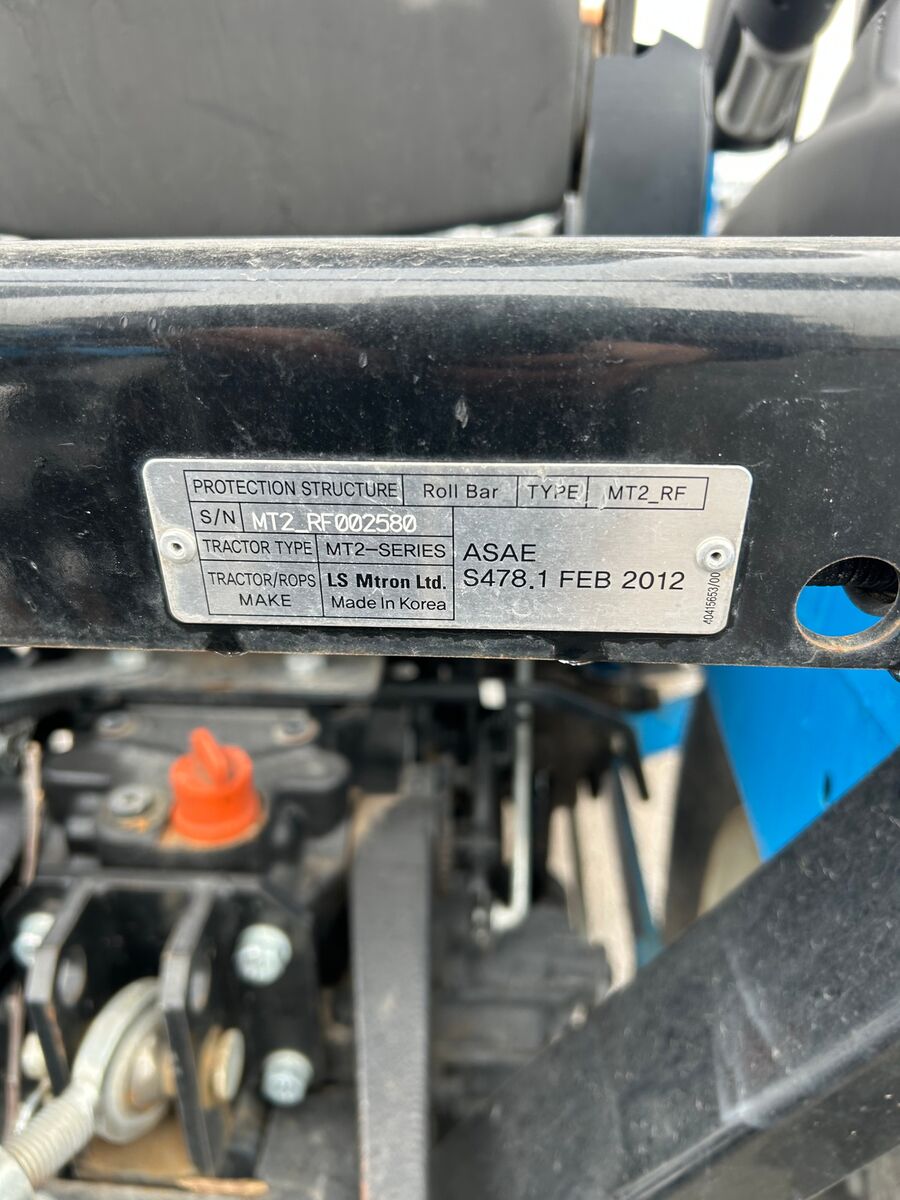 PROTECTION STRUCTURE Roll Bar TYPE MT2_RF
S/N MT2_RF002580
TRACTOR TYPE MT2-SERIES
TRACTOR/ROPS MAKE LS Mtron Ltd. Made in Korea
ASAE
S478.1 FEB 2012
40415653/00